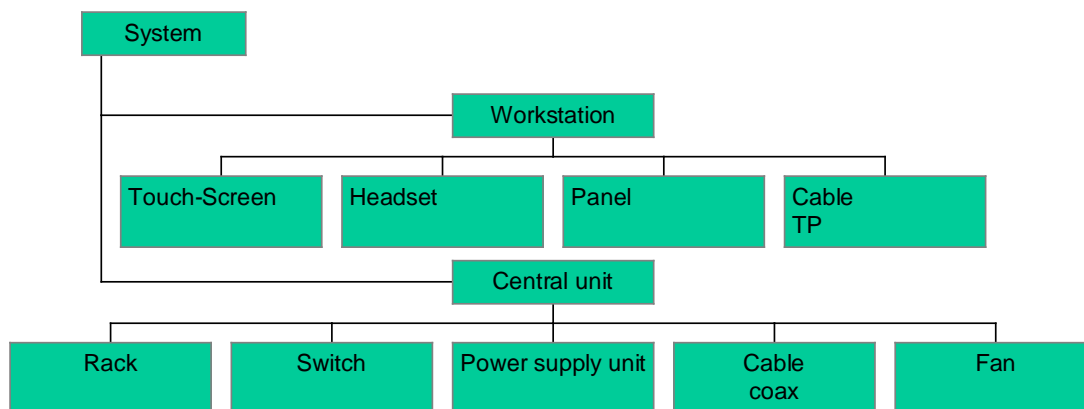 System
Workstation
Touch-Screen
Headset
Panel
Cable
TP
Central unit
Rack
Switch
Power supply unit
Cable
coax
Fan